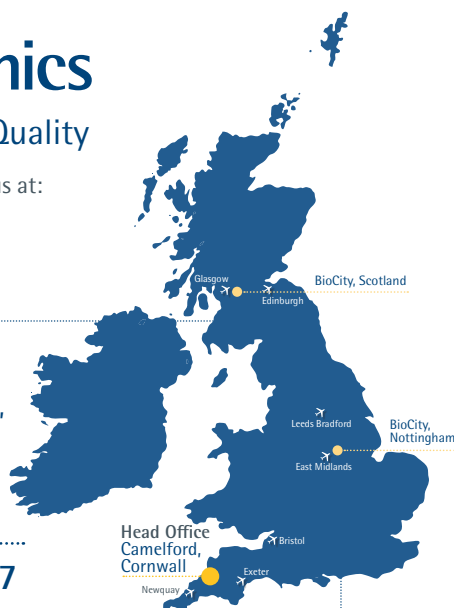 nics
Quality
us at:
Glasgow
BioCity, Scotland
Edinburgh
Leeds Bradford
BioCity,
Nottingham
East Midlands
Head Office
Camelford,
Cornwall
Bristol
Exeter
Newquay
7